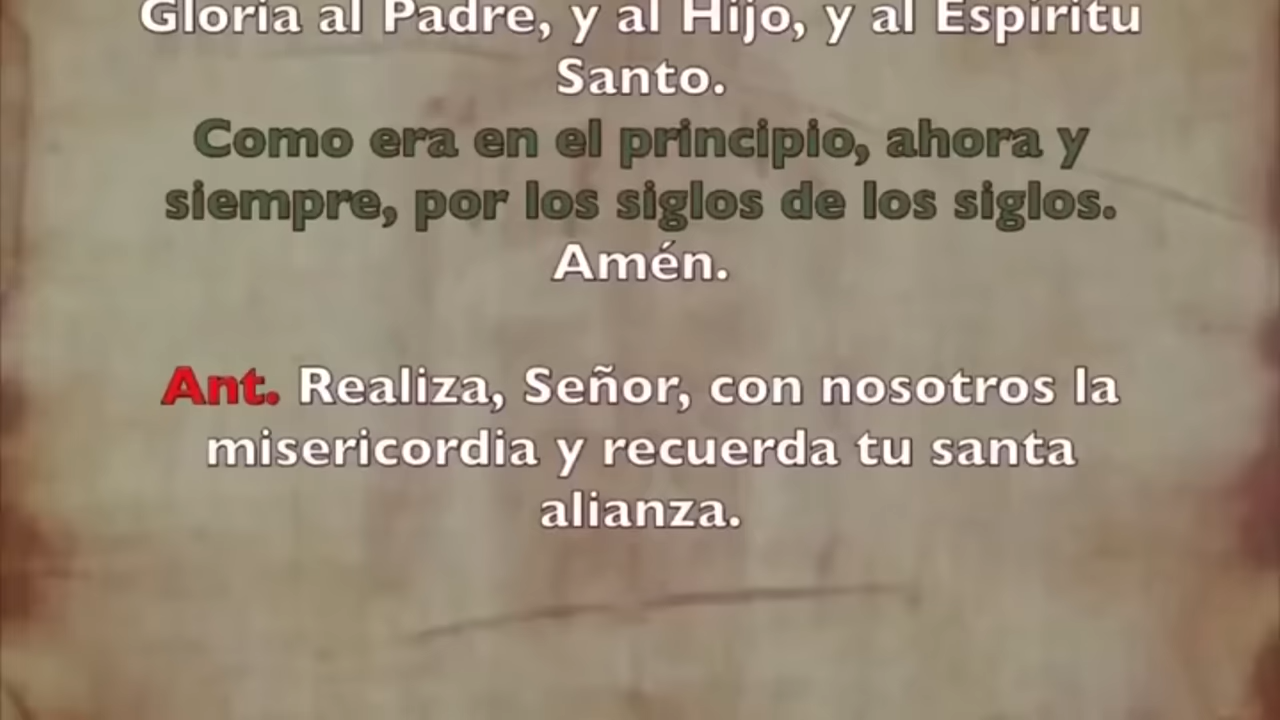 Gloria al Padre, y al Hijo, y al Espíritu
Santo.
Como era en el principio, ahora y
siempre, por los siglos de los siglos.
Amén.
Ant. Realiza, Señor, con nosotros la
misericordia y recuerda tu santa
alianza.